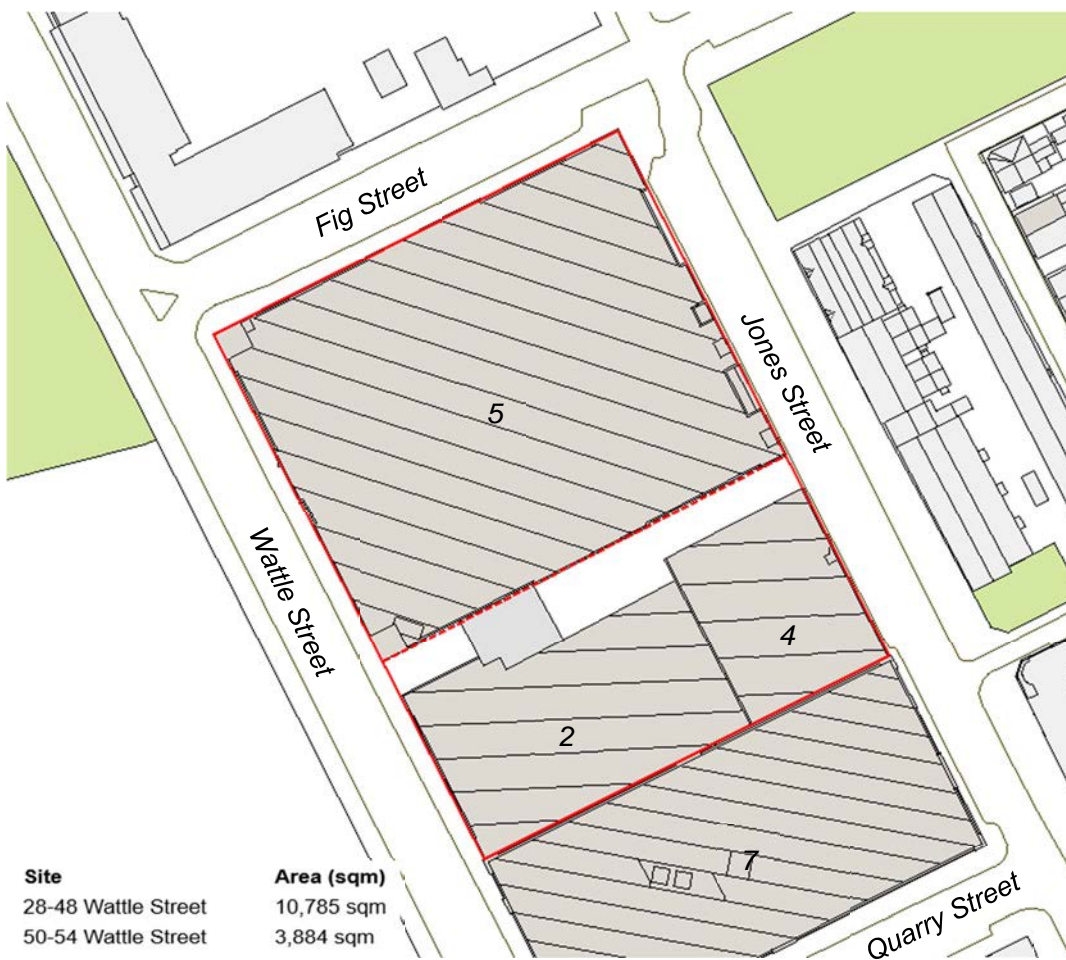 Fig Street
Jones Street
5
Wattle Street
4
2
7
Quarry Street
Site Area (sqm)
28-48 Wattle Street 10,785 sqm
50-54 Wattle Street 3,884 sqm